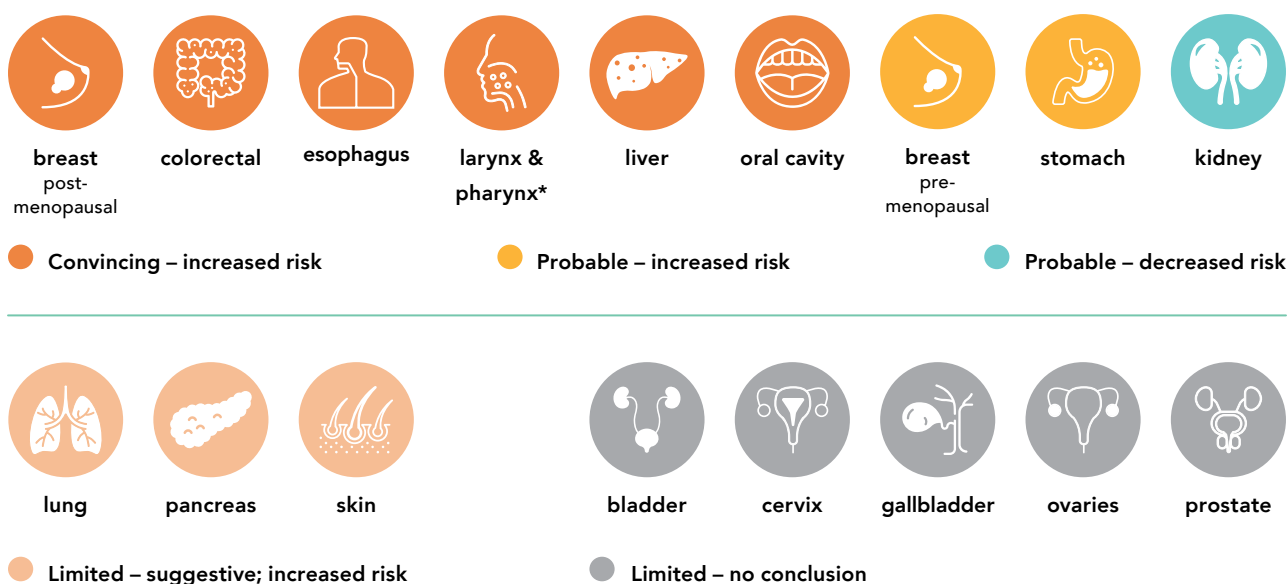 breast
post-
menopausal
colorectal
esophagus
larynx &
pharynx*
liver
oral cavity
breast
pre-
menopausal
stomach
kidney
Convincing – increased risk
Probable – increased risk
Probable – decreased risk
lung
pancreas
skin
bladder
cervix
gallbladder
ovaries
prostate
Limited – suggestive; increased risk
Limited – no conclusion